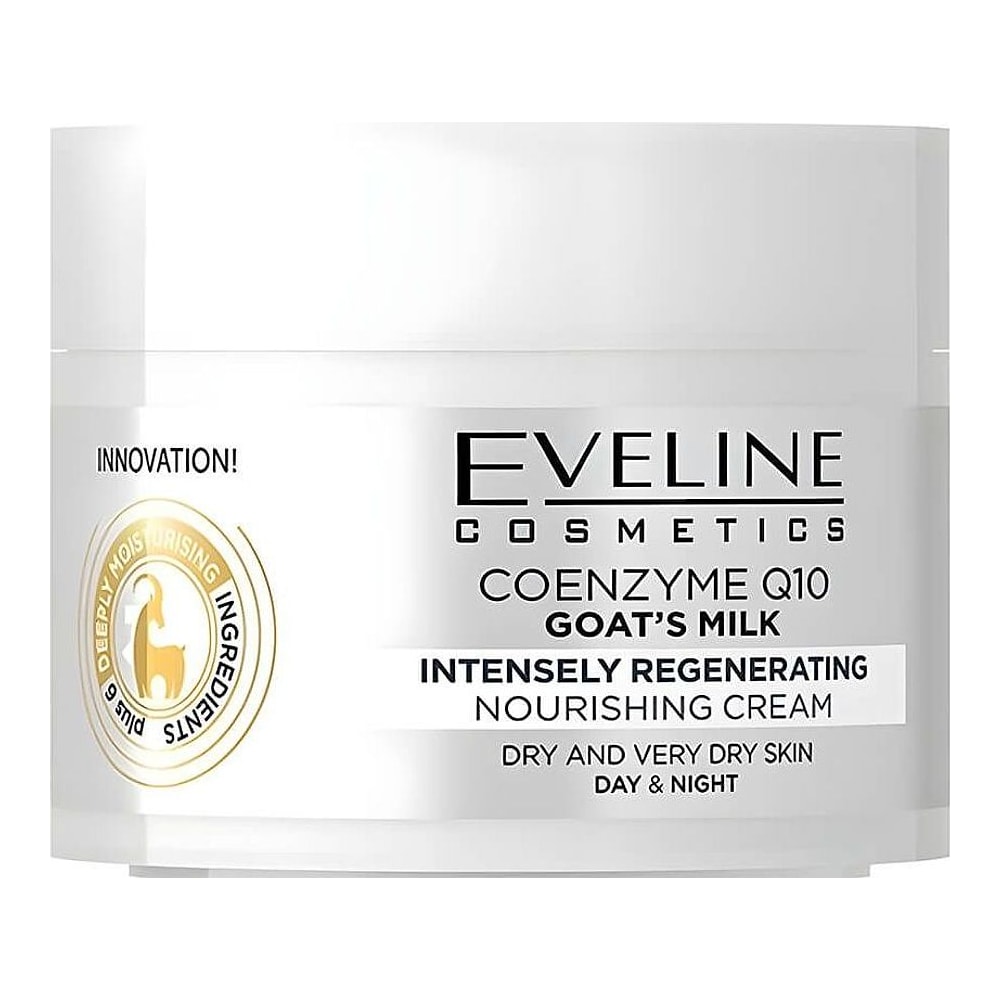 INNOVATION!
plus 6 DEEPLY MOISTURISING INGREDIENTS
EVELINE
COSMETICS
COENZYME Q10
GOAT'S MILK
INTENSELY REGENERATING
NOURISHING CREAM
DRY AND VERY DRY SKIN
DAY & NIGHT